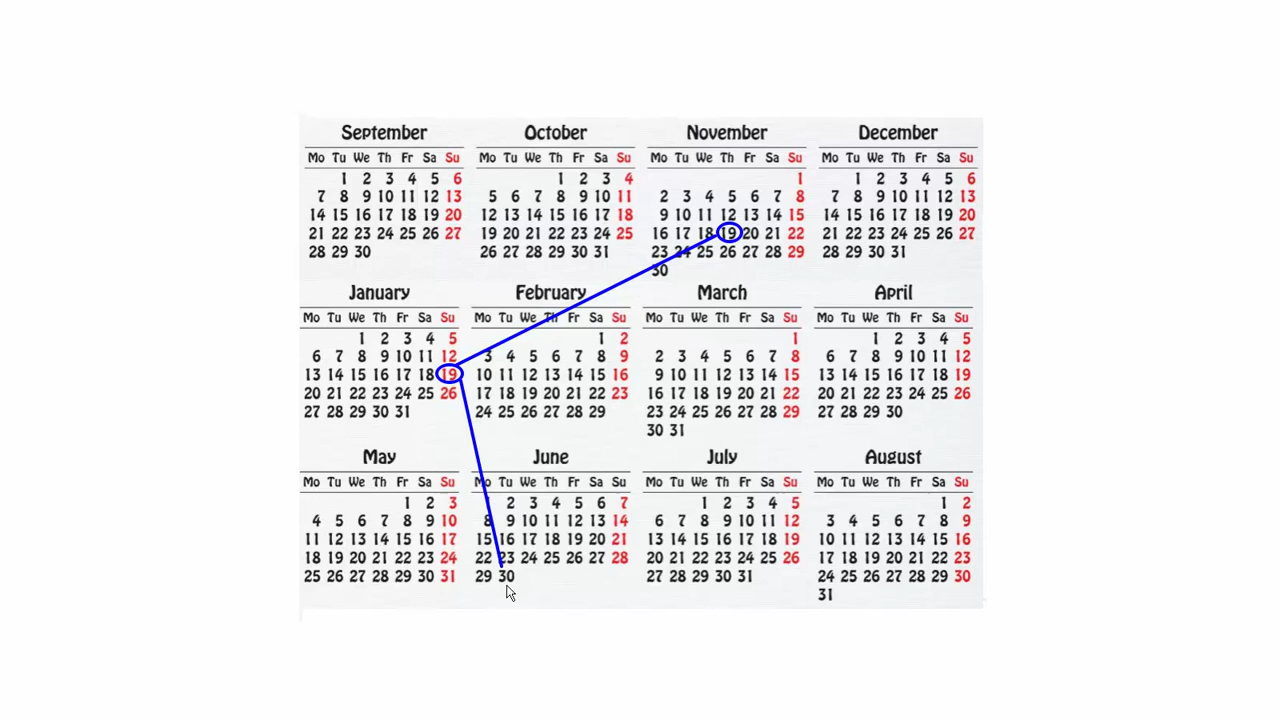 September October November December
Mo Tu We Th Fr Sa Su Mo Tu We Th Fr Sa Su Mo Tu We Th Fr Sa Su Mo Tu We Th Fr Sa Su
1 2 3 4 5 6 1 2 3 4 1 1 2 3 4 5 6
7 8 9 10 11 12 13 5 6 7 8 9 10 11 2 3 4 5 6 7 8 7 8 9 10 11 12 13
14 15 16 17 18 19 20 12 13 14 15 16 17 18 9 10 11 12 13 14 15 14 15 16 17 18 19 20
21 22 23 24 25 26 27 19 20 21 22 23 24 25 16 17 18 19 20 21 22 21 22 23 24 25 26 27
28 29 30 26 27 28 29 30 31 23 24 25 26 27 28 29 28 29 30 31
30
January February March April
Mo Tu We Th Fr Sa Su Mo Tu We Th Fr Sa Su Mo Tu We Th Fr Sa Su Mo Tu We Th Fr Sa Su
1 2 3 4 5 1 2 1 1 2 3 4 5
6 7 8 9 10 11 12 3 4 5 6 7 8 9 2 3 4 5 6 7 8 6 7 8 9 10 11 12
13 14 15 16 17 18 19 10 11 12 13 14 15 16 9 10 11 12 13 14 15 13 14 15 16 17 18 19
20 21 22 23 24 25 26 17 18 19 20 21 22 23 16 17 18 19 20 21 22 20 21 22 23 24 25 26
27 28 29 30 31 24 25 26 27 28 29 23 24 25 26 27 28 29 27 28 29 30
30 31
May June July August
Mo Tu We Th Fr Sa Su Mo Tu We Th Fr Sa Su Mo Tu We Th Fr Sa Su Mo Tu We Th Fr Sa Su
1 2 3 1 2 3 4 5 6 7 1 2 3 4 5 1 2
4 5 6 7 8 9 10 8 9 10 11 12 13 14 6 7 8 9 10 11 12 3 4 5 6 7 8 9
11 12 13 14 15 16 17 15 16 17 18 19 20 21 13 14 15 16 17 18 19 10 11 12 13 14 15 16
18 19 20 21 22 23 24 22 23 24 25 26 27 28 20 21 22 23 24 25 26 17 18 19 20 21 22 23
25 26 27 28 29 30 31 29 30 27 28 29 30 31 24 25 26 27 28 29 30
31